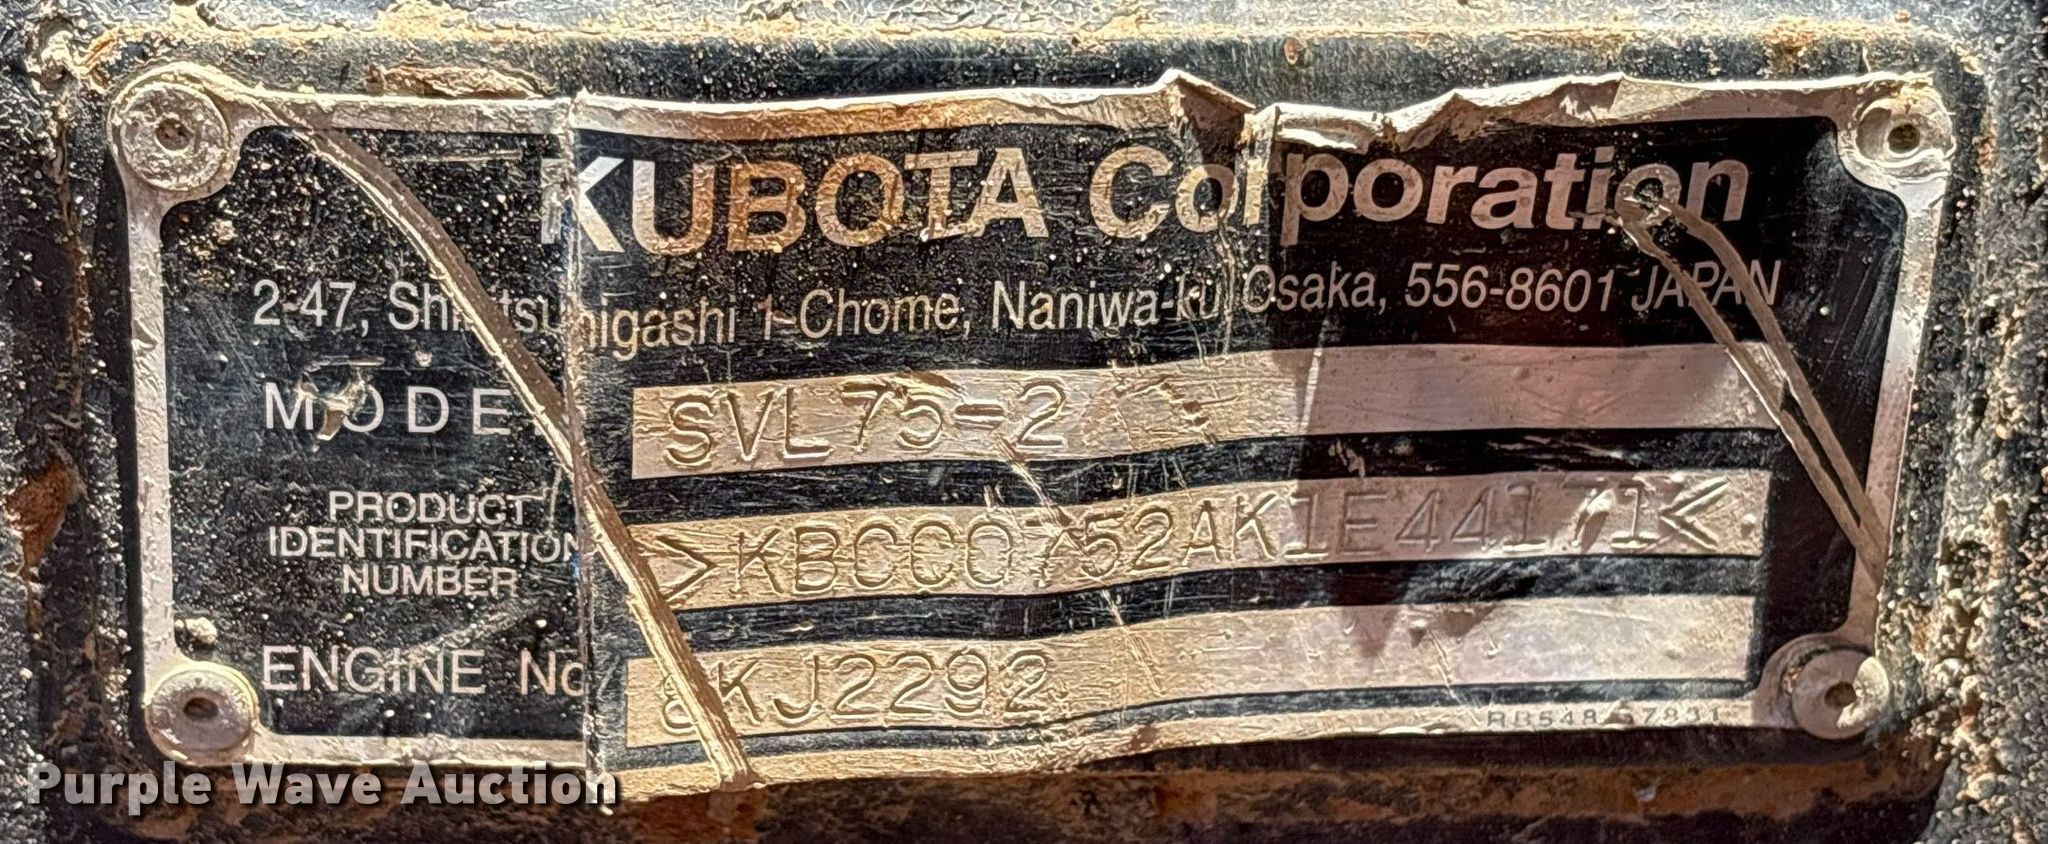 KUBOTA Corporation
2-47, Shikitsuhigashi 1-Chome, Naniwa-ku, Osaka, 556-8601 JAPAN
MODEL SVL75-2
PRODUCT
IDENTIFICATION
NUMBER
>KBCC0752AK1E44171<
ENGINE No. 8KJ2292
Purple Wave Auction